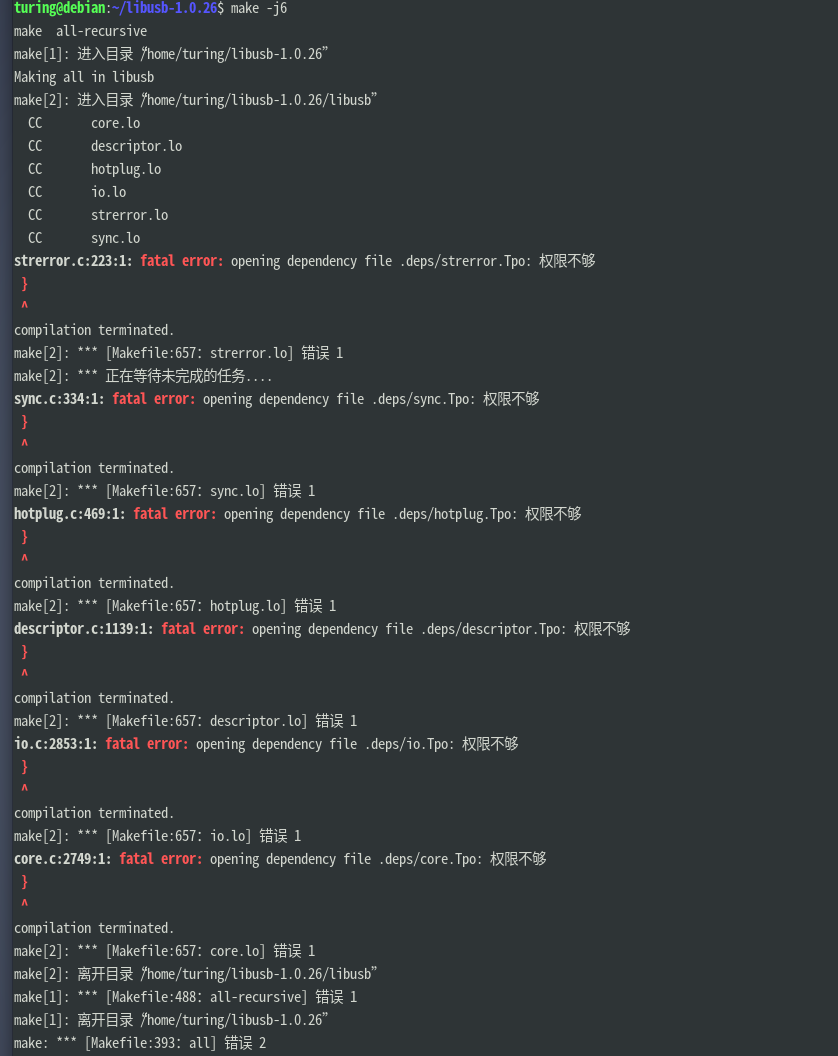 turing@debian:~/libusb-1.0.26$ make -j6
make  all-recursive
make[1]: 进入目录“/home/turing/libusb-1.0.26”
Making all in libusb
make[2]: 进入目录“/home/turing/libusb-1.0.26/libusb”
  CC       core.lo
  CC       descriptor.lo
  CC       hotplug.lo
  CC       io.lo
  CC       strerror.lo
  CC       sync.lo
strerror.c:223:1: fatal error: opening dependency file .deps/strerror.Tpo: 权限不够
 }
 ^
compilation terminated.
make[2]: *** [Makefile:657：strerror.lo] 错误 1
make[2]: *** 正在等待未完成的任务....
sync.c:334:1: fatal error: opening dependency file .deps/sync.Tpo: 权限不够
 }
 ^
compilation terminated.
make[2]: *** [Makefile:657：sync.lo] 错误 1
hotplug.c:469:1: fatal error: opening dependency file .deps/hotplug.Tpo: 权限不够
 }
 ^
compilation terminated.
make[2]: *** [Makefile:657：hotplug.lo] 错误 1
descriptor.c:1139:1: fatal error: opening dependency file .deps/descriptor.Tpo: 权限不够
 }
 ^
compilation terminated.
make[2]: *** [Makefile:657：descriptor.lo] 错误 1
io.c:2853:1: fatal error: opening dependency file .deps/io.Tpo: 权限不够
 }
 ^
compilation terminated.
make[2]: *** [Makefile:657：io.lo] 错误 1
core.c:2749:1: fatal error: opening dependency file .deps/core.Tpo: 权限不够
 }
 ^
compilation terminated.
make[2]: *** [Makefile:657：core.lo] 错误 1
make[2]: 离开目录“/home/turing/libusb-1.0.26/libusb”
make[1]: *** [Makefile:488：all-recursive] 错误 1
make[1]: 离开目录“/home/turing/libusb-1.0.26”
make: *** [Makefile:393：all] 错误 2